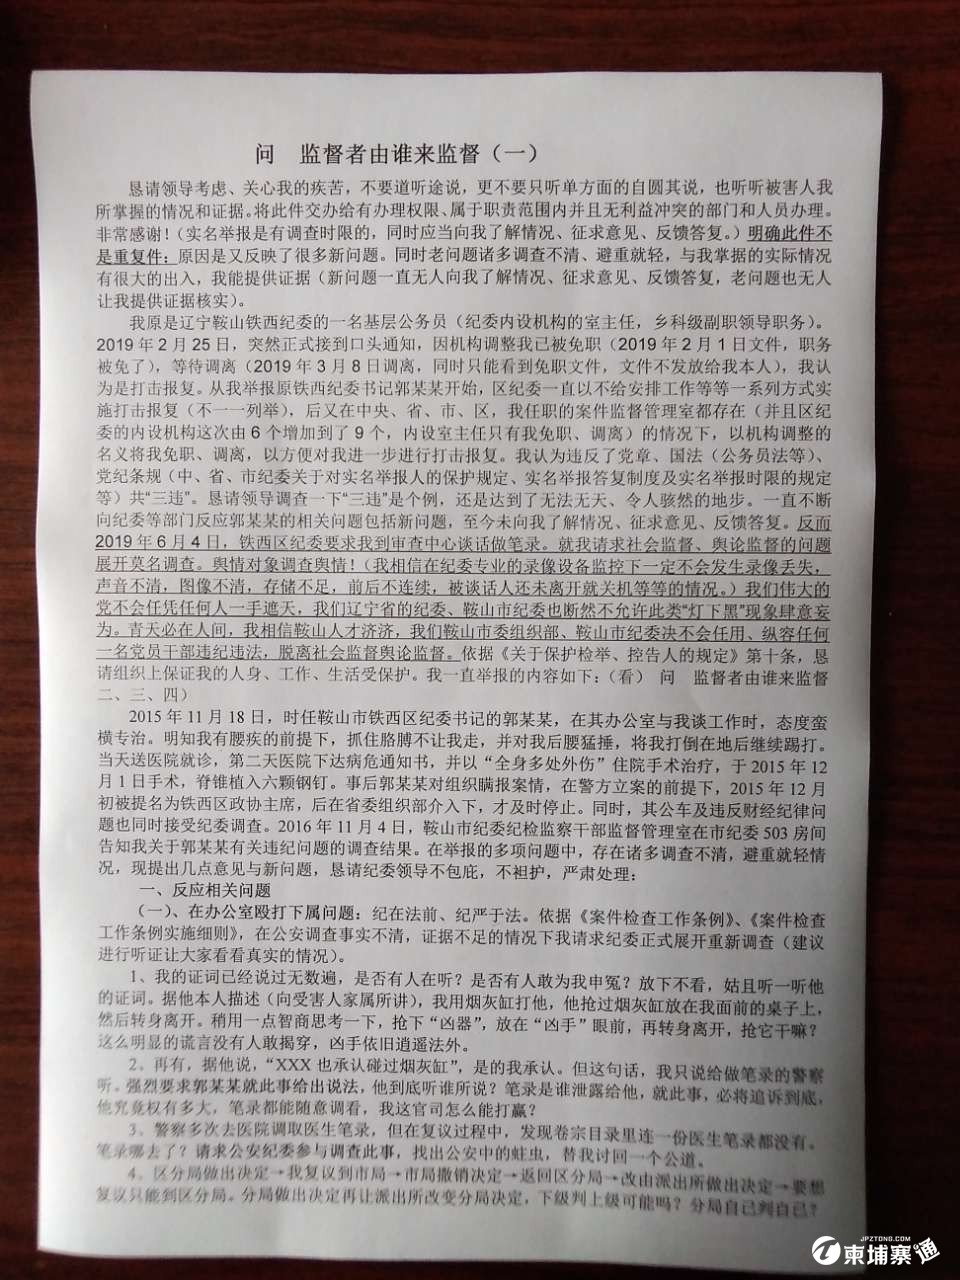 问 监督者由谁来监督（一）
恳请领导考虑、关心我的疾苦，不要道听途说，更不要只听单方面的自圆其说，也听听被害人我
所掌握的情况和证据。将此件交办给有办理权限、属于职责范围内并且无利益冲突的部门和人员办理。
非常感谢！（实名举报是有调查时限的，同时应当向我了解情况、征求意见、反馈答复。）明确此件不
是重复件：原因是又反映了很多新问题。同时老问题诸多调查不清、避重就轻，与我掌握的实际情况
有很大的出入，我能提供证据（新问题一直无人向我了解情况、征求意见、反馈答复，老问题也无人
让我提供证据核实）。
我原是辽宁鞍山铁西纪委的一名基层公务员（纪委内设机构的室主任，乡科级副职领导职务）。
2019年2月25日，突然正式接到口头通知，因机构调整我已被免职（2019年2月1日文件，职务
被免了），等待调离（2019年3月8日调离，同时只能看到免职文件，文件不发放给我本人），我认
为是打击报复。从我举报原铁西纪委书记郭某某开始，区纪委一直以不给安排工作等等一系列方式实
施打击报复（不一一列举），后又在中央、省、市、区，我任职的案件监督管理室都存在（并且区纪
委的内设机构这次由6个增加到了9个，内设室主任只有我免职、调离）的情况下，以机构调整的
名义将我免职、调离，以方便对我进一步进行打击报复。我认为违反了党章、国法（公务员法等）、
党纪条规（中、省、市纪委关于对实名举报人的保护规定、实名举报答复制度及实名举报时限的规定
等）共“三违”。恳请领导调查一下“三违”是个例，还是达到了无法无天、令人骇然的地步。一直不断
向纪委等部门反应郭某某的相关问题包括新问题，至今未向我了解情况、征求意见、反馈答复。反而
2019年6月4日，铁西区纪委要求我到审查中心谈话做笔录。就我请求社会监督、舆论监督的问题
展开莫名调查。舆情对象调查舆情！（我相信在纪委专业的录像设备监控下一定不会发生录像丢失，
声音不清，图像不清，存储不足，前后不连续，被谈话人还未离开就关机等等的情况。）我们伟大的
党不会任凭任何人一手遮天，我们辽宁省的纪委、鞍山市纪委也断然不允许此类“灯下黑”现象肆意妄
为。青天必在人间，我相信鞍山人才济济，我们鞍山市委组织部、鞍山市纪委决不会任用、纵容任何
一名党员干部违纪违法，脱离社会监督舆论监督。依据《关于保护检举、控告人的规定》第十条，恳
请组织上保证我的人身、工作、生活受保护。我一直举报的内容如下：（看） 问 监督者由谁来监督
二、三、四）
2015年11月18日，时任鞍山市铁西区纪委书记的郭某某，在其办公室与我谈工作时，态度蛮
横专治。明知我有腰疾的前提下，抓住胳膊不让我走，并对我后腰猛捶，将我打倒在地后继续踢打。
当天送医院就诊，第二天医院下达病危通知书，并以“全身多处外伤”住院手术治疗，于2015年12
月1日手术，脊锥植入六颗钢钉。事后郭某某对组织瞒报案情，在警方立案的前提下，2015年12月
初被提名为铁西区政协主席，后在省委组织部介入下，才及时停止。同时，其公车及违反财经纪律问
题也同时接受纪委调查。2016年11月4日，鞍山市纪委纪检监察干部监督管理室在市纪委503房间
告知我关于郭某某有关违纪问题的调查结果。在举报的多项问题中，存在诸多调查不清，避重就轻情
况，现提出几点意见与新问题，恳请纪委领导不包庇，不袒护，严肃处理：
一、反应相关问题
（一）、在办公室殴打下属问题：纪在法前、纪严于法。依据《案件检查工作条例》、《案件检查
工作条例实施细则》，在公安调查事实不清，证据不足的情况下我请求纪委正式展开重新调查（建议
进行听证让大家看看真实的情况）。
1、我的证词已经说过无数遍，是否有人在听？是否有人敢为我申冤？放下不看，姑且听一听他
的证词。据他本人描述（向受害人家属所讲），我用烟灰缸打他，他抢过烟灰缸放在我面前的桌子上，
然后转身离开。稍用一点智商思考一下，抢下“凶器”，放在“凶手”眼前，再转身离开，抢它干嘛？
这么明显的谎言没有人敢揭穿，凶手依旧逍遥法外。
2、再有，据他说，“XXX也承认碰过烟灰缸”，是的我承认。但这句话，我只说给做笔录的警察
听。强烈要求郭某某就此事给出说法，他到底听谁所说？笔录是谁泄露给他，就此事，必将追诉到底，
他究竟权有多大，笔录都能随意调看，我这官司怎么能打赢？
3、警察多次去医院调取医生笔录，但在复议过程中，发现卷宗目录里连一份医生笔录都没有。
笔录哪去了？请求公安纪委参与调查此事，找出公安中的蛀虫，替我讨回一个公道。
4、区分局做出决定→我复议到市局→市局撤销决定→返回区分局→改由派出所做出决定→要想
复议只能到区分局。分局做出决定再让派出所改变分局决定，下级判上级可能吗？分局自己判自己？
JPZTONG.COM
柬埔寨通